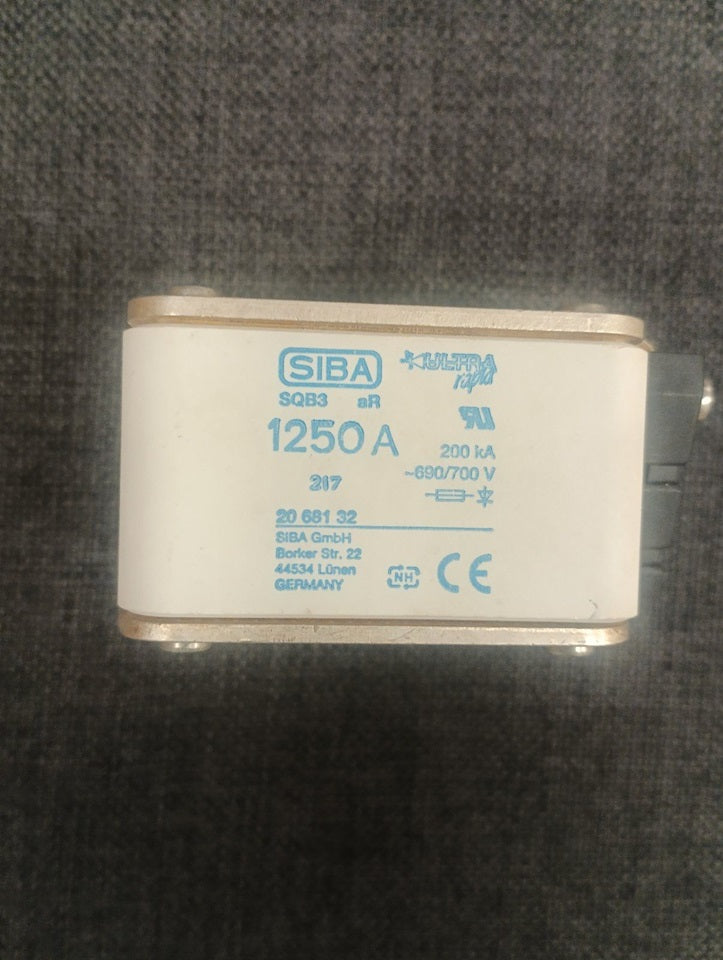 SIBA
ULTRA
rapid
SQB3 aR
1250 A
200 kA
~690/700 V
217
20 681 32
SIBA GmbH
Borker Str. 22
44534 Lünen
GERMANY
NH
CE